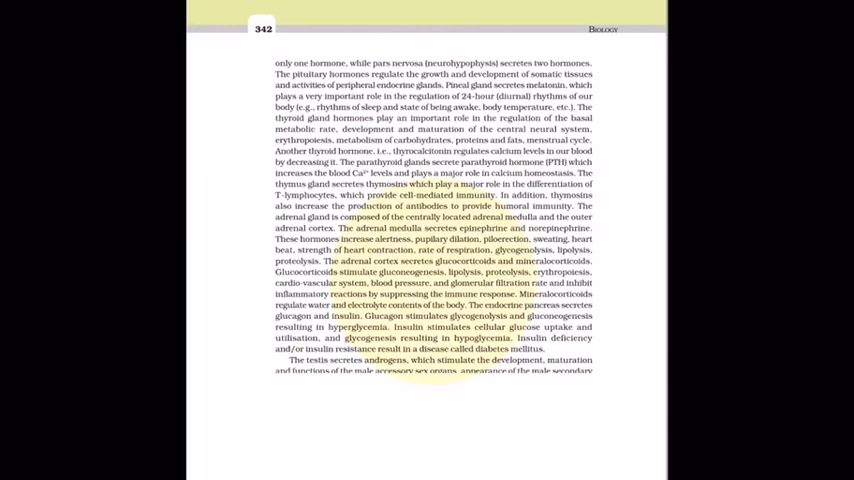 342
BIOLOGY
only one hormone, while pars nervosa (neurohypophysis) secretes two hormones.
The pituitary hormones regulate the growth and development of somatic tissues
and activities of peripheral endocrine glands. Pineal gland secretes melatonin, which
plays a very important role in the regulation of 24-hour (diurnal) rhythms of our
body (e.g., rhythms of sleep and state of being awake, body temperature, etc.). The
thyroid gland hormones play an important role in the regulation of the basal
metabolic rate, development and maturation of the central neural system,
erythropoiesis, metabolism of carbohydrates, proteins and fats, menstrual cycle.
Another thyroid hormone, i.e., thyrocalcitonin regulates calcium levels in our blood
by decreasing it. The parathyroid glands secrete parathyroid hormone (PTH) which
increases the blood Ca²⁺ levels and plays a major role in calcium homeostasis. The
thymus gland secretes thymosins which play a major role in the differentiation of
T-lymphocytes, which provide cell-mediated immunity. In addition, thymosins
also increase the production of antibodies to provide humoral immunity. The
adrenal gland is composed of the centrally located adrenal medulla and the outer
adrenal cortex. The adrenal medulla secretes epinephrine and norepinephrine.
These hormones increase alertness, pupilary dilation, piloerection, sweating, heart
beat, strength of heart contraction, rate of respiration, glycogenolysis, lipolysis,
proteolysis. The adrenal cortex secretes glucocorticoids and mineralocorticoids.
Glucocorticoids stimulate gluconeogenesis, lipolysis, proteolysis, erythropoiesis,
cardio-vascular system, blood pressure, and glomerular filtration rate and inhibit
inflammatory reactions by suppressing the immune response. Mineralocorticoids
regulate water and electrolyte contents of the body. The endocrine pancreas secretes
glucagon and insulin. Glucagon stimulates glycogenolysis and gluconeogenesis
resulting in hyperglycemia. Insulin stimulates cellular glucose uptake and
utilisation, and glycogenesis resulting in hypoglycemia. Insulin deficiency
and/or insulin resistance result in a disease called diabetes mellitus.
The testis secretes androgens, which stimulate the development, maturation
and functions of the male accessory sex organs, appearance of the male secondary